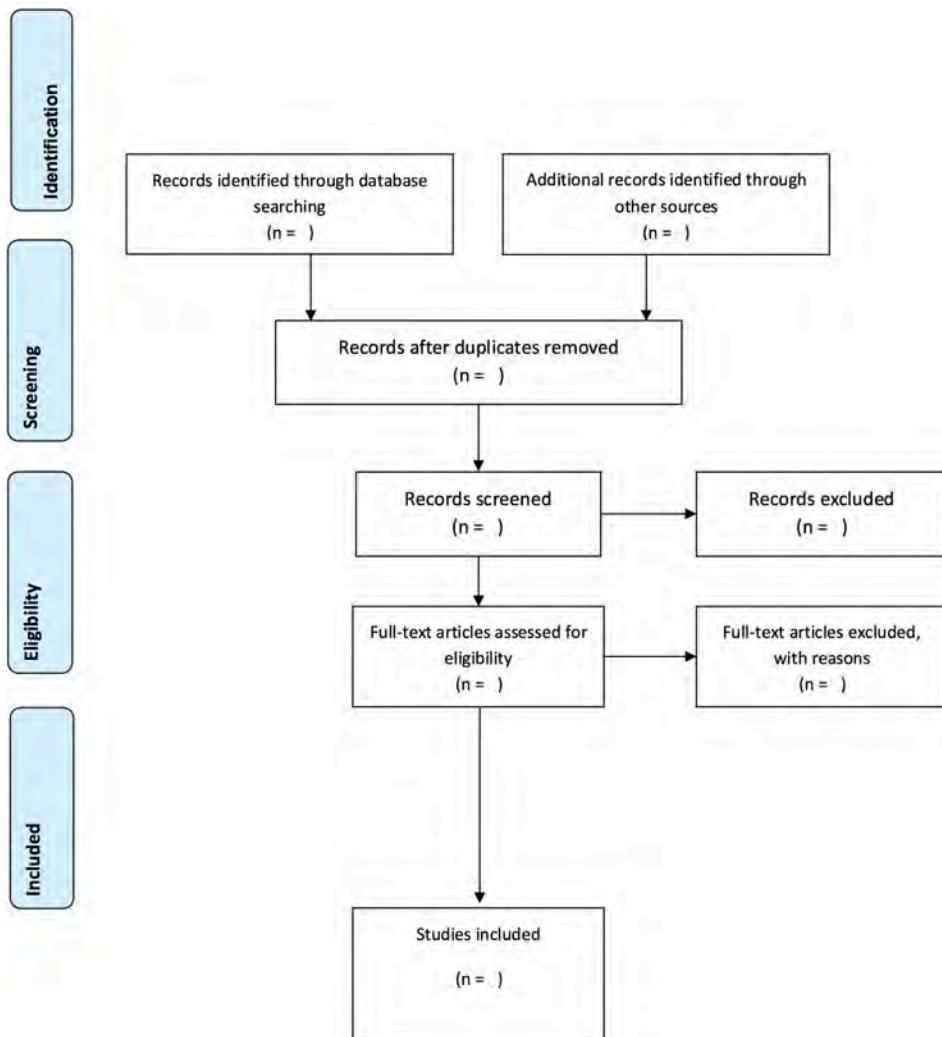 Identification
Records identified through database
searching
(n =   )
Additional records identified through
other sources
(n =   )
Screening
Records after duplicates removed
(n =   )
Eligibility
Records screened
(n =   )
Records excluded
(n =   )
Full-text articles assessed for
eligibility
(n =   )
Full-text articles excluded,
with reasons
(n =   )
Included
Studies included
(n =   )